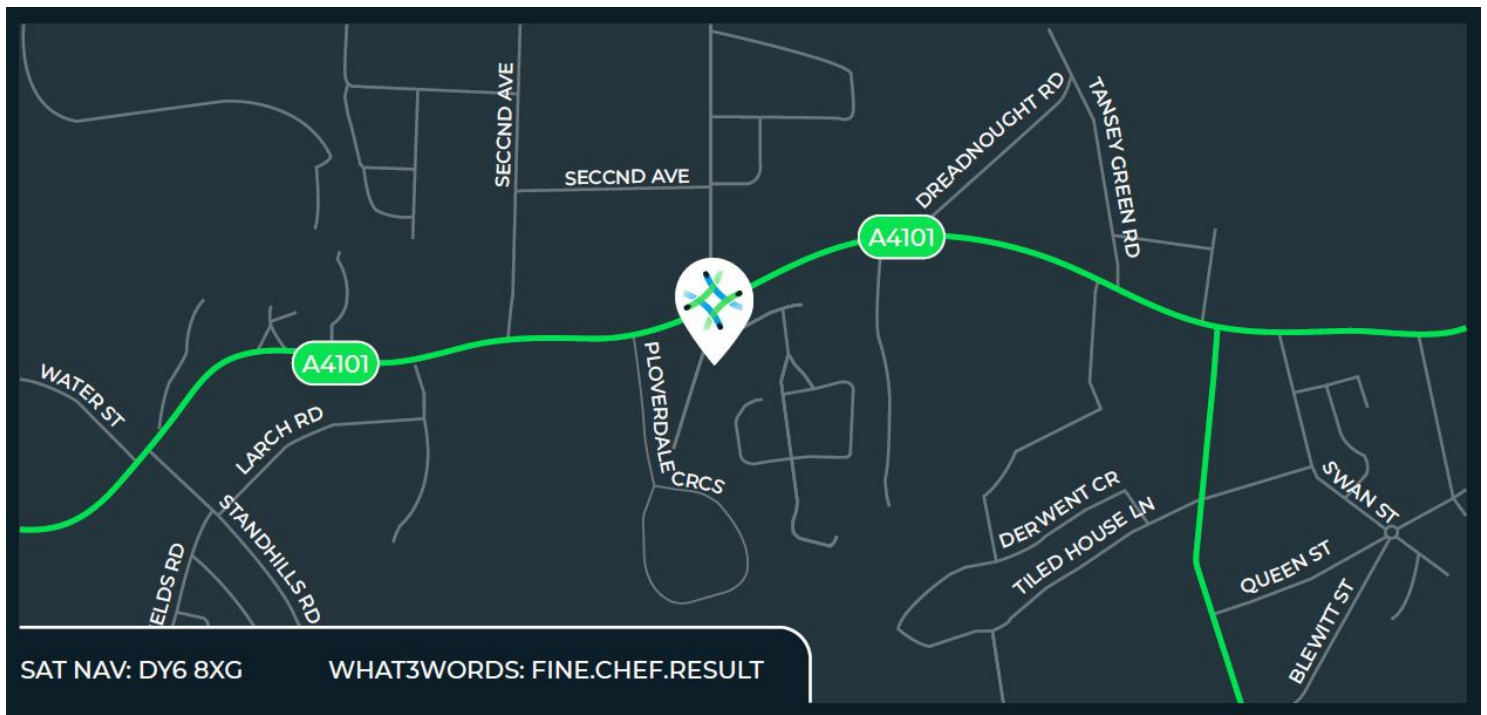 SECCND AVE
SECCND AVE
DREADNOUGHT RD
TANSEY GREEN RD
A4101
A4101
WATER ST
LARCH RD
PLOVERDALE CRCS
STANDHILLS RD
ELDS RD
DERWENT CR
TILED HOUSE LN
SWAN ST
QUEEN ST
BLEWITT ST
SAT NAV: DY6 8XG
WHAT3WORDS: FINE.CHEF.RESULT